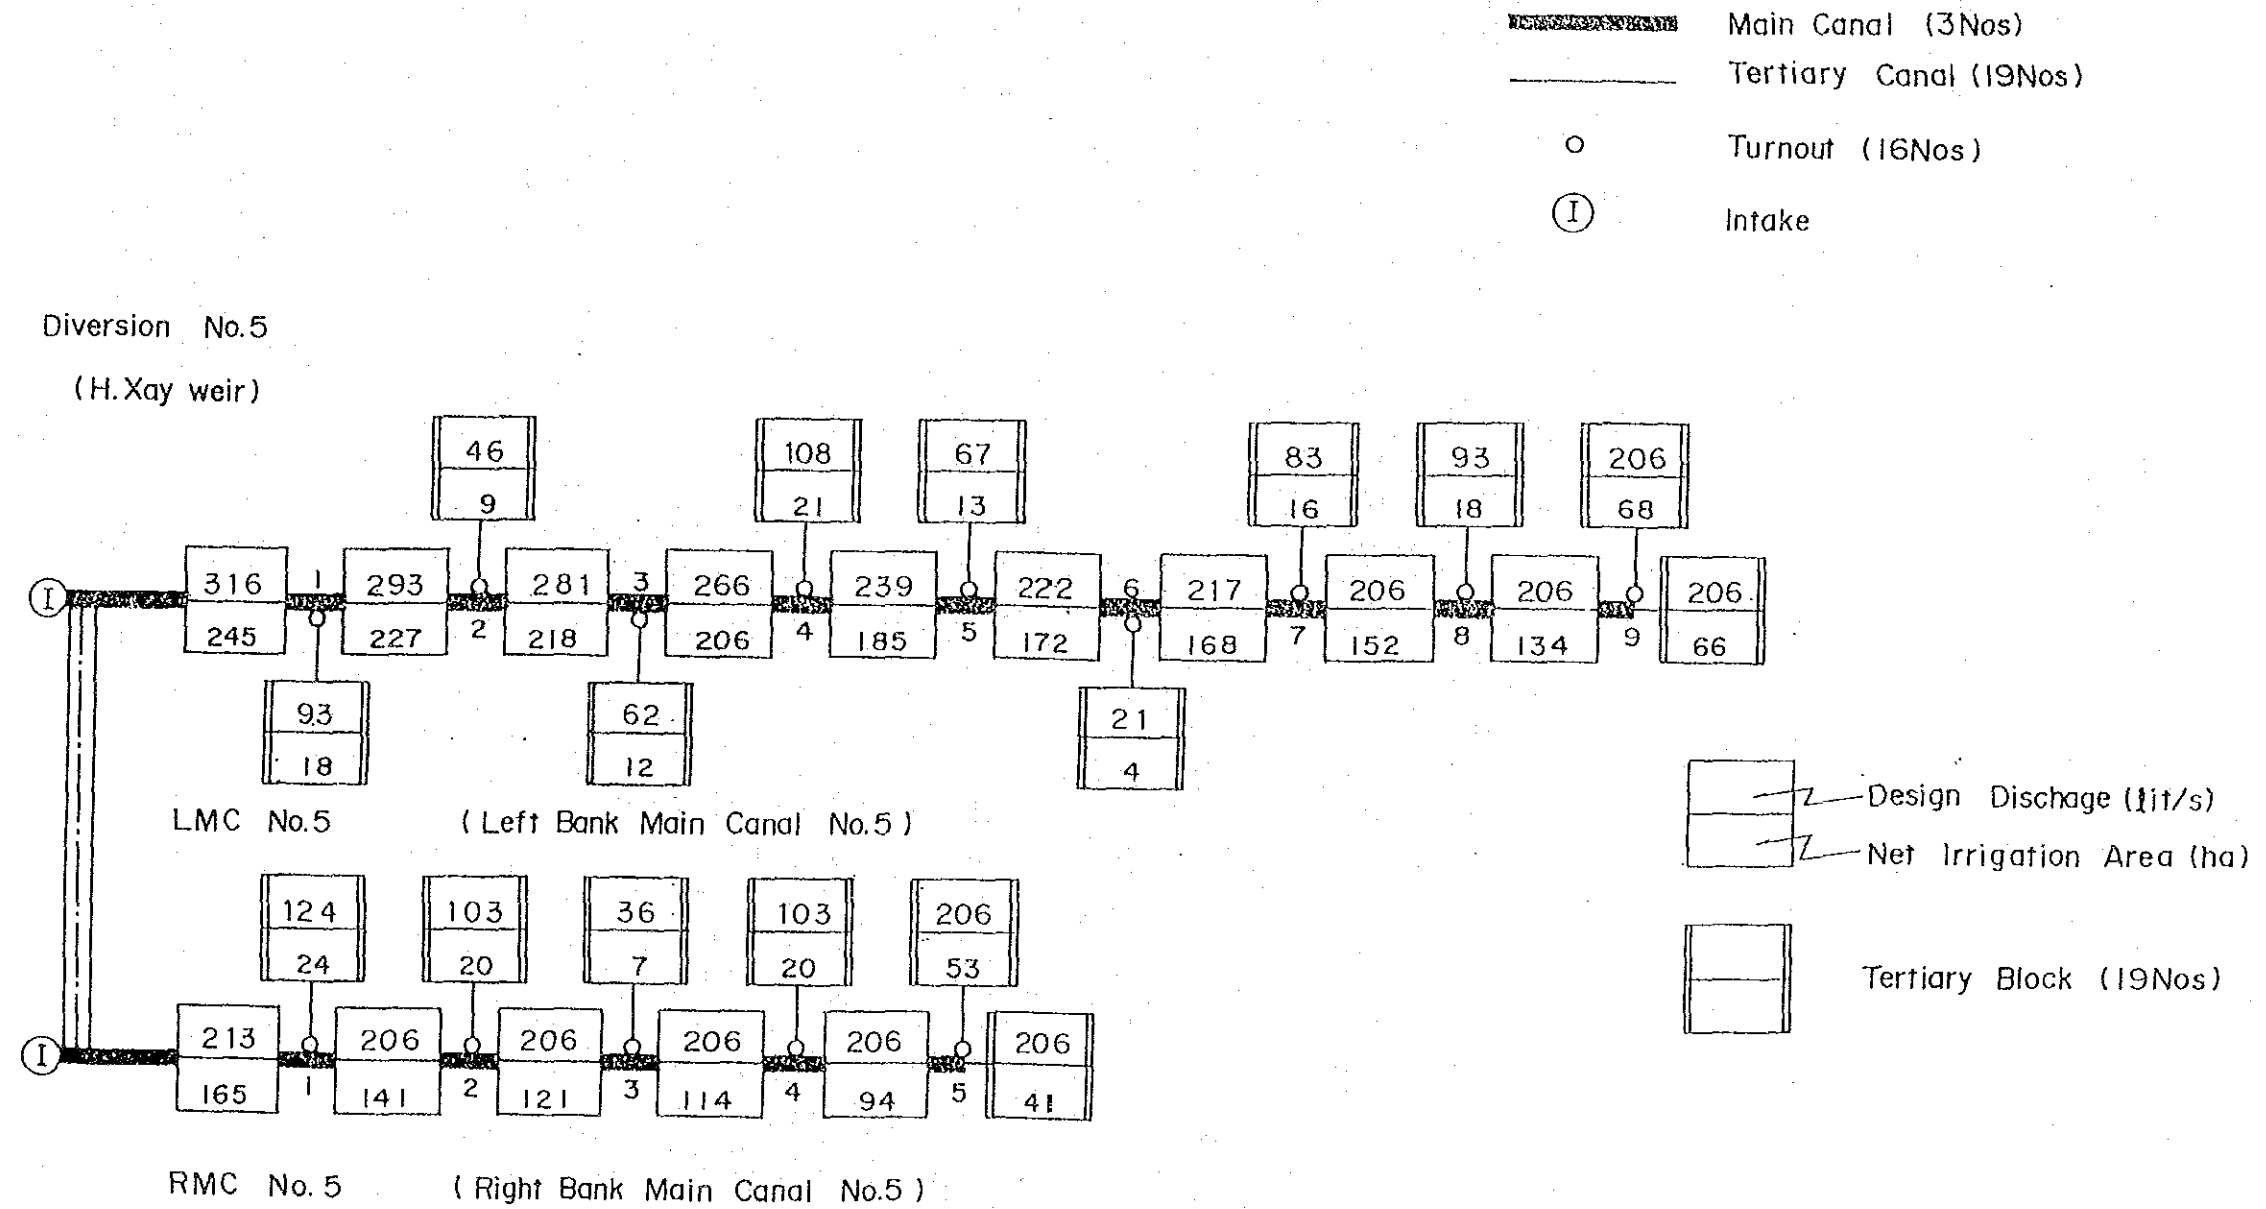 Main Canal (3Nos)
Tertiary Canal (19Nos)
Turnout (16Nos)
I Intake
Diversion No.5
(H.Xay weir)
46 108 67 83 93 206
9 21 13 16 18 68
I 316 1 293 281 3 266 239 222 6 217 206 206 206
245 227 2 218 206 4 185 5 172 168 7 152 8 134 9 66
93 62 21
18 12 4
LMC No.5 (Left Bank Main Canal No.5)
Design Dischage (lit/s)
Net Irrigation Area (ha)
124 103 36 103 206
24 20 7 20 53
Tertiary Block (19Nos)
I 213 206 206 206 206 206
165 1 141 2 121 3 114 4 94 5 41
RMC No.5 (Right Bank Main Canal No.5)